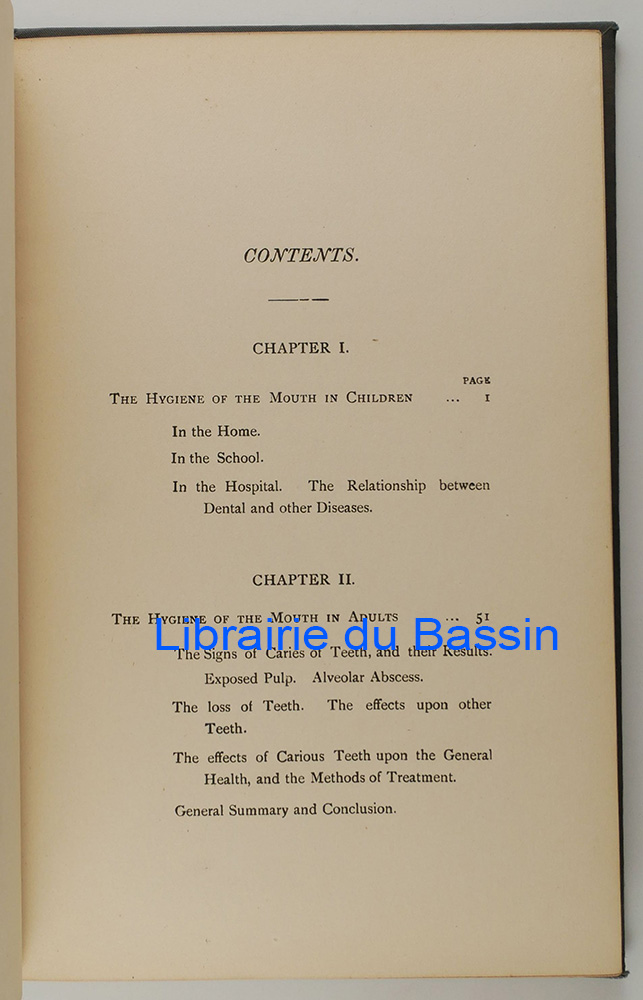 CONTENTS.
CHAPTER I.
PAGE
THE HYGIENE OF THE MOUTH IN CHILDREN ... 1
In the Home.
In the School.
In the Hospital. The Relationship between
Dental and other Diseases.
CHAPTER II.
THE HYGIENE OF THE MOUTH IN ADULTS ... 51
Librairie du Bassin
The Signs of Caries of Teeth, and their Results.
Exposed Pulp. Alveolar Abscess.
The loss of Teeth. The effects upon other
Teeth.
The effects of Carious Teeth upon the General
Health, and the Methods of Treatment.
General Summary and Conclusion.